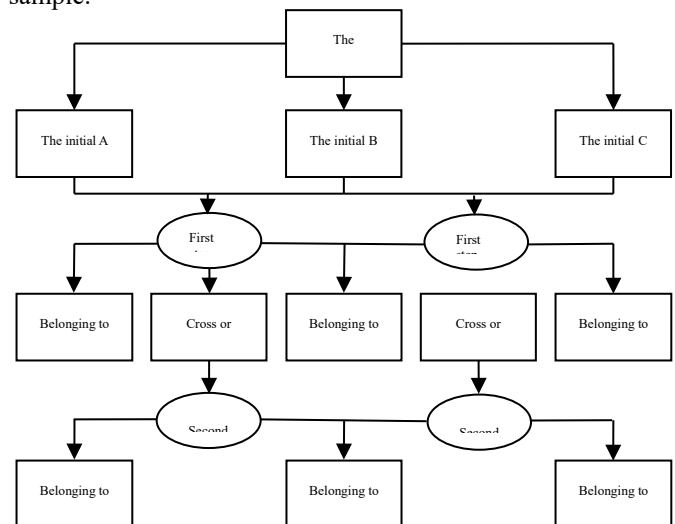 sample.
The
The initial A
The initial B
The initial C
First
First
Belonging to
Cross or
Belonging to
Cross or
Belonging to
Second
Second
Belonging to
Belonging to
Belonging to